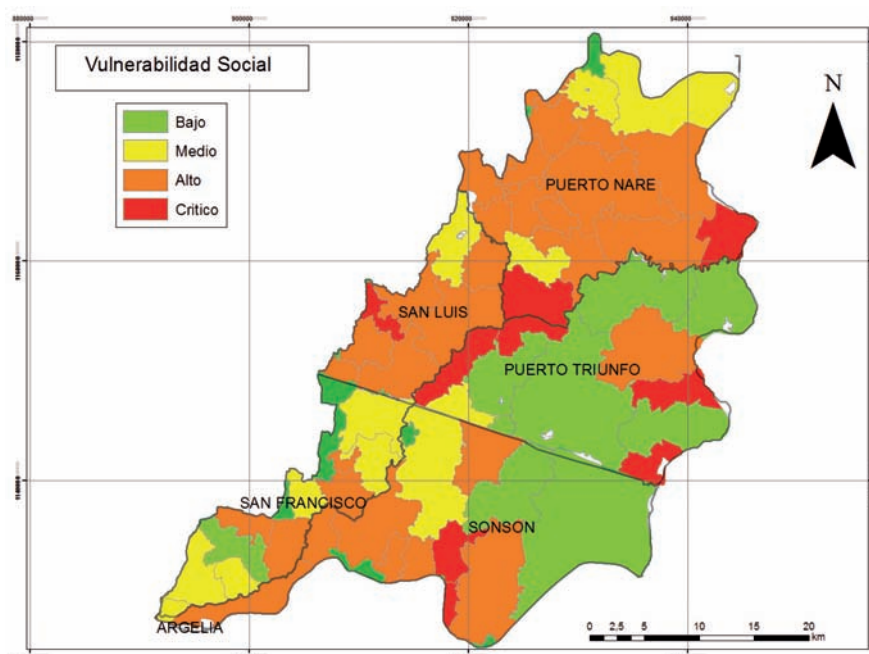 Vulnerabilidad Social
Bajo
Medio
Alto
Critico
N
PUERTO NARE
SAN LUIS
PUERTO TRIUNFO
SAN FRANCISCO
SONSON
ARGELIA
0 2.5 5 10 15 20
km